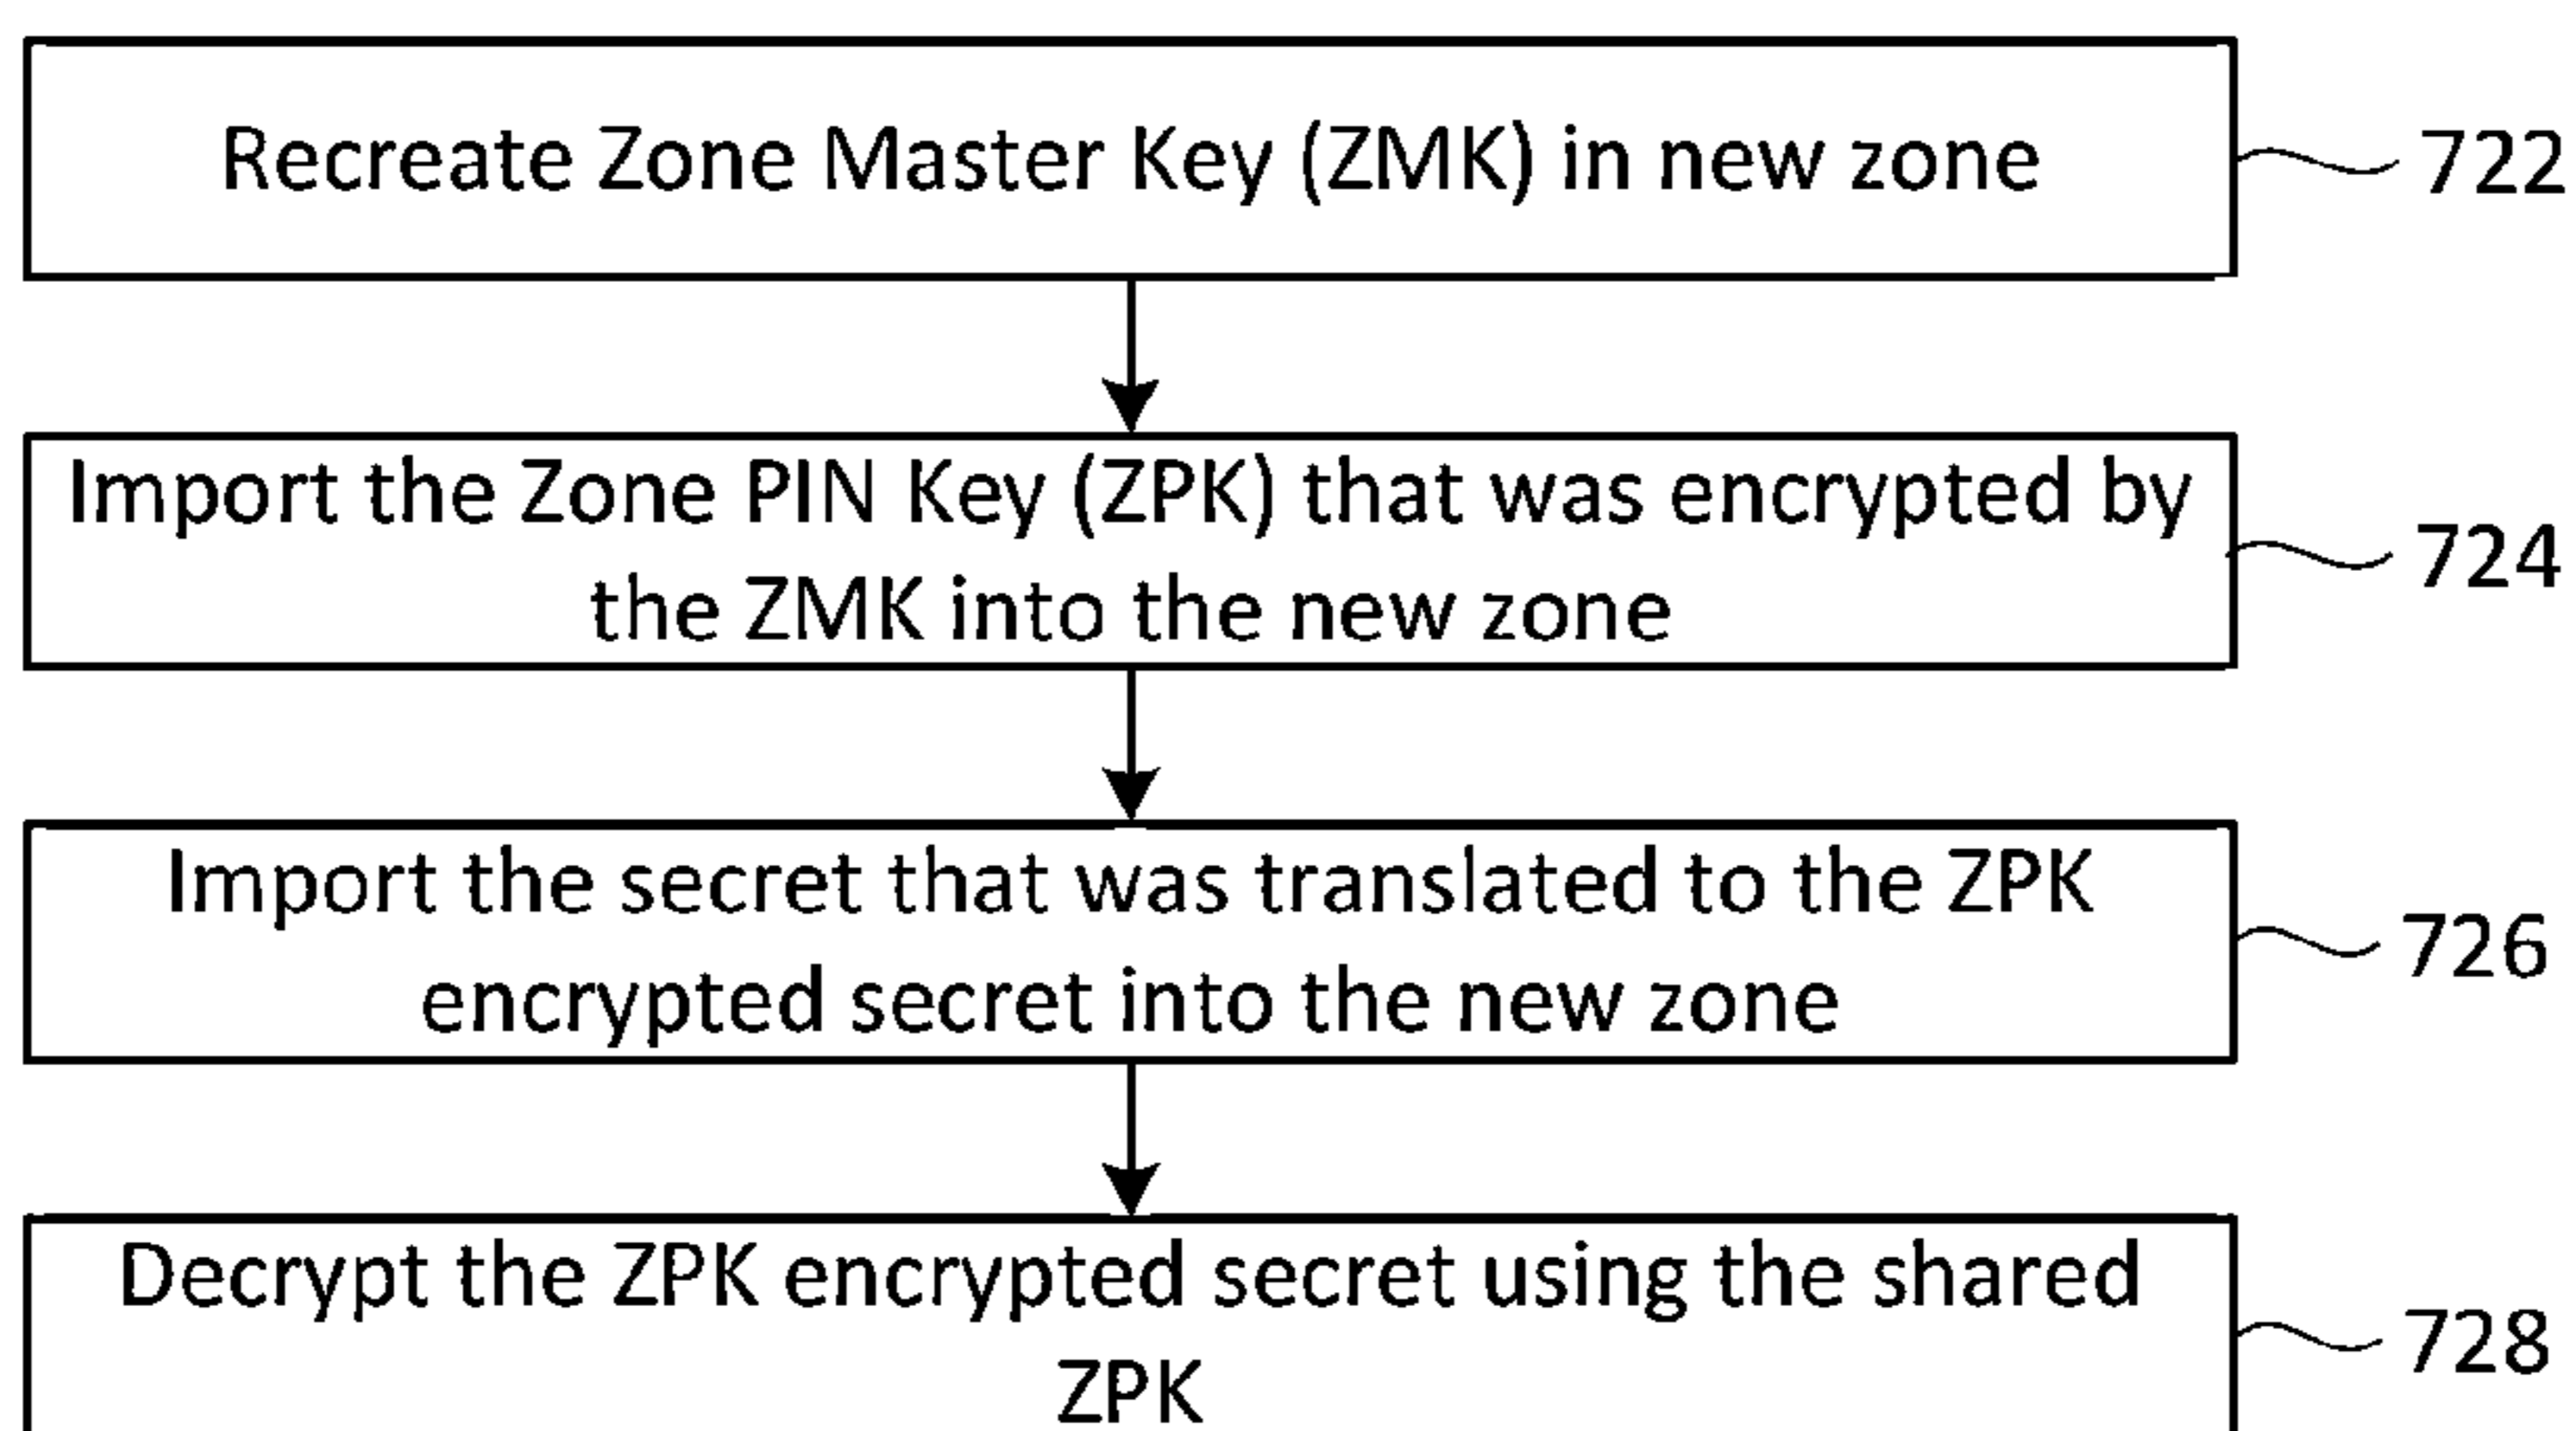 Recreate Zone Master Key (ZMK) in new zone
722
Import the Zone PIN Key (ZPK) that was encrypted by
the ZMK into the new zone
724
Import the secret that was translated to the ZPK
encrypted secret into the new zone
726
Decrypt the ZPK encrypted secret using the shared
ZPK
728